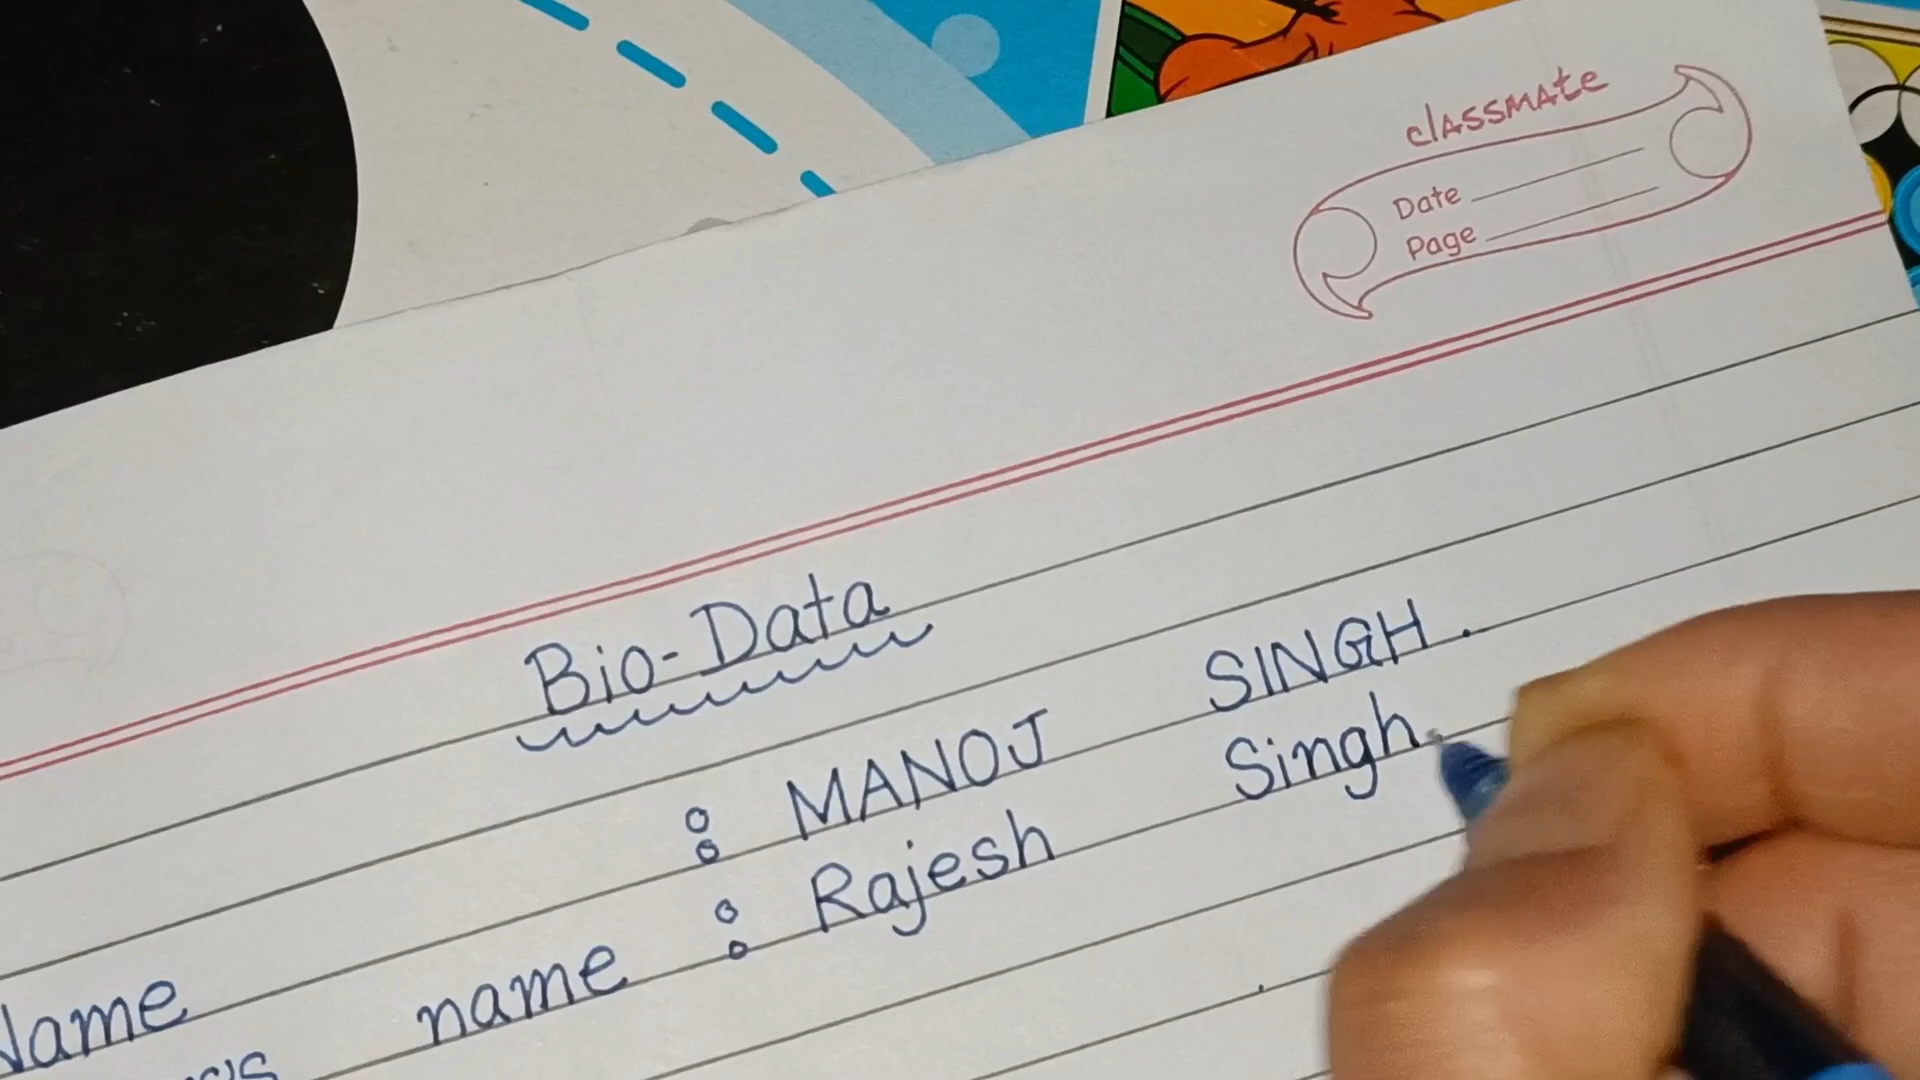 classmate
Date
Page
Bio-Data
Name : MANOJ SINGH.
name : Rajesh Singh.